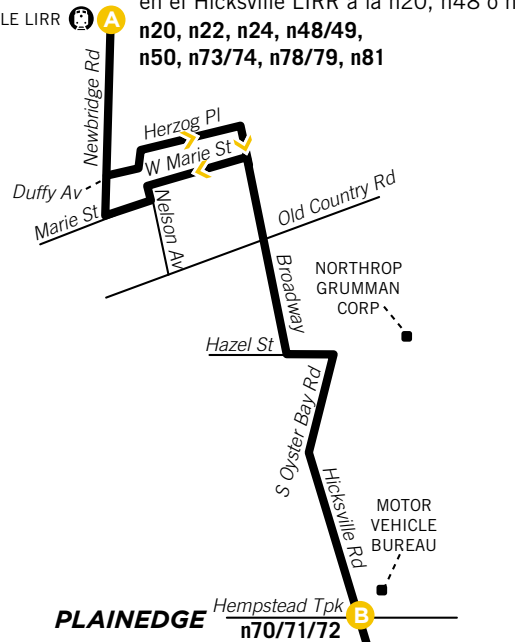 en el Hicksville LIRR a la n20, n48 o n
LE LIRR A
n20, n22, n24, n48/49,
n50, n73/74, n78/79, n81
Newbridge Rd
Herzog Pl
W Marie St
Duffy Av
Marie St
Nelson Av
Old Country Rd
Broadway
NORTHROP
GRUMMAN
CORP
Hazel St
S Oyster Bay Rd
Hicksville Rd
MOTOR
VEHICLE
BUREAU
PLAINEDGE
Hempstead Tpk
B
n70/71/72